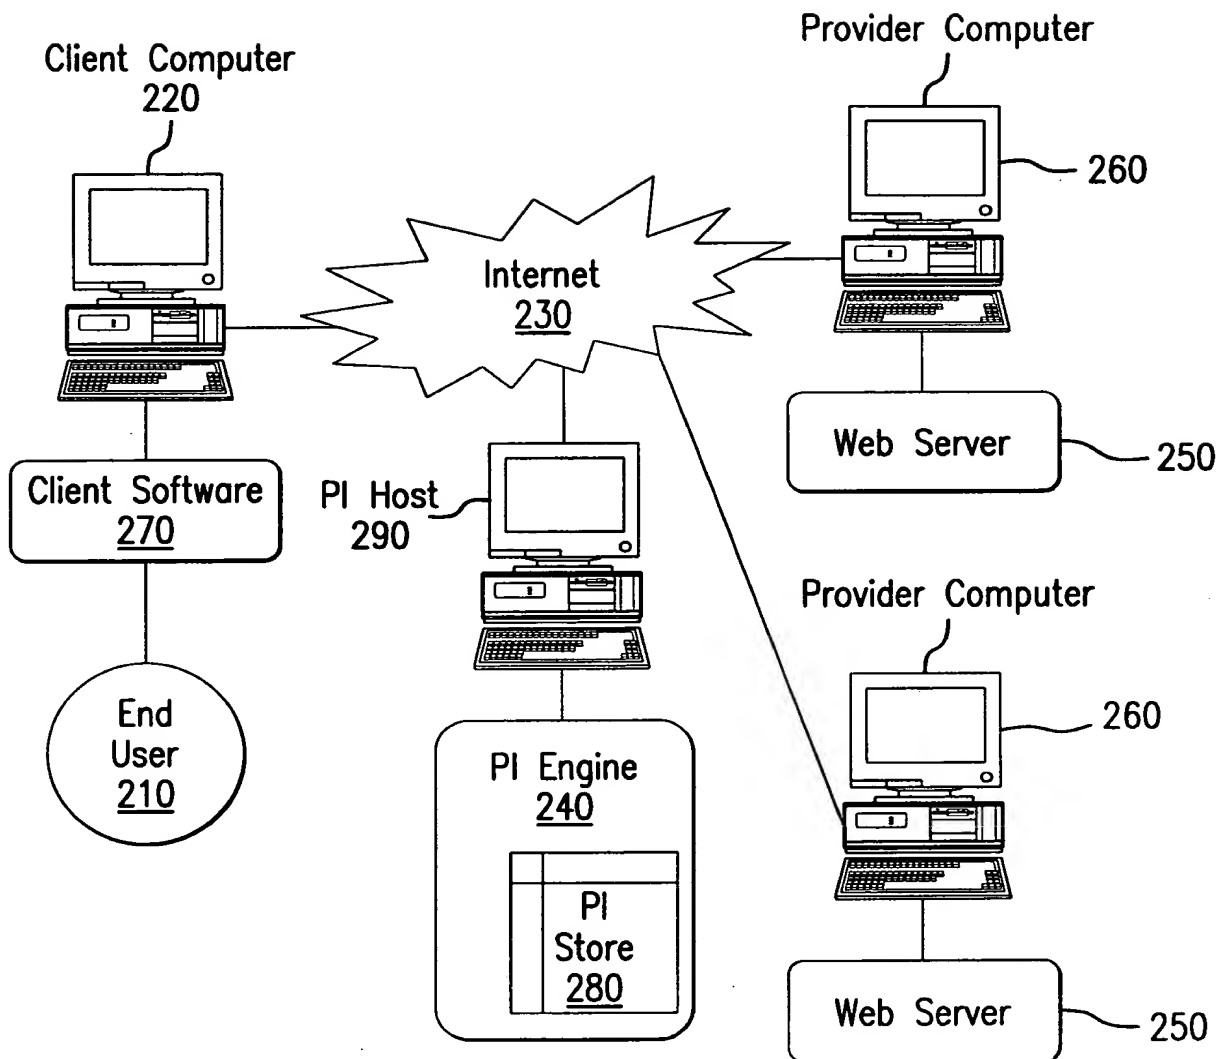 Client Computer
220
Provider Computer
260
Internet
230
Web Server
250
Client Software
270
PI Host
290
Provider Computer
260
End
User
210
PI Engine
240
PI
Store
280
Web Server
250